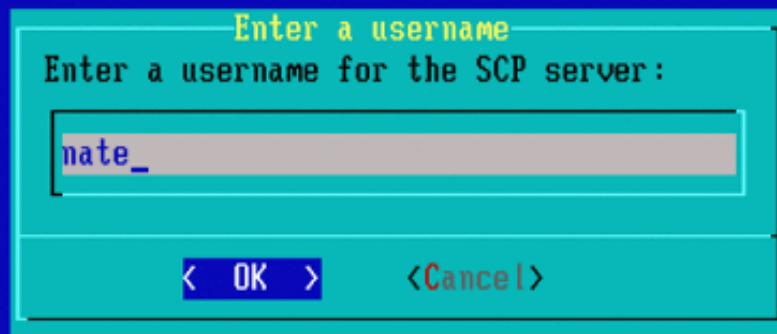 Enter a username
Enter a username for the SCP server:
nate_
< OK > <Cancel>